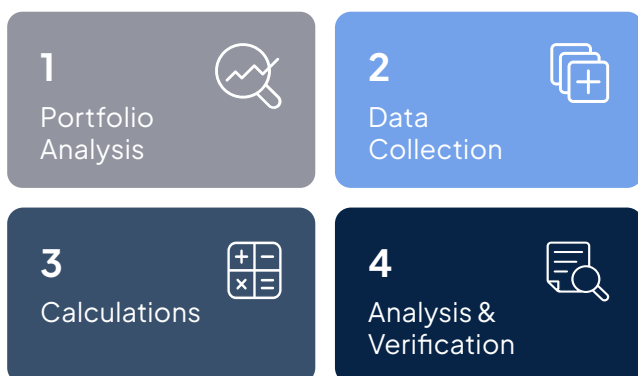 1
Portfolio
Analysis
2
Data
Collection
3
Calculations
4
Analysis &
Verification